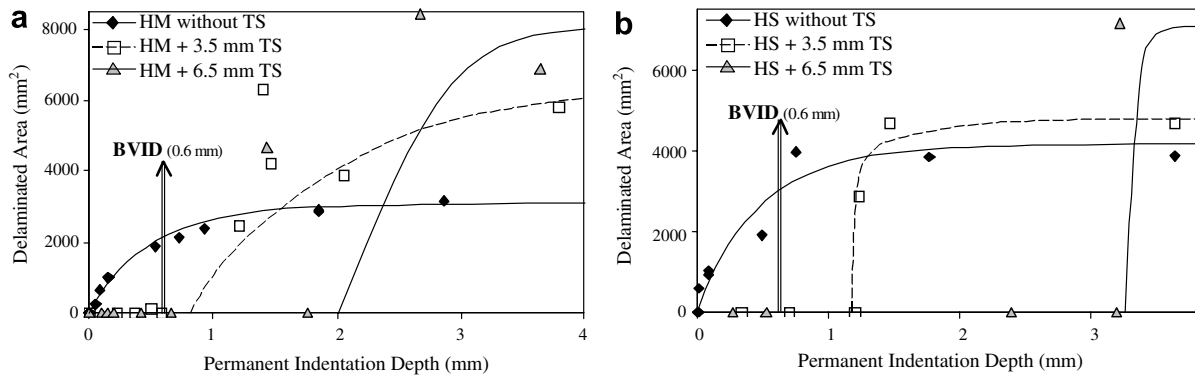 a
8000
6000
4000
2000
0
Delaminated Area (mm²)
HM without TS
HM + 3.5 mm TS
HM + 6.5 mm TS
BVID (0.6 mm)
0 1 2 3 4
Permanent Indentation Depth (mm)
b
6000
4000
2000
0
Delaminated Area (mm²)
HS without TS
HS + 3.5 mm TS
HS + 6.5 mm TS
BVID (0.6 mm)
0 1 2 3
Permanent Indentation Depth (mm)